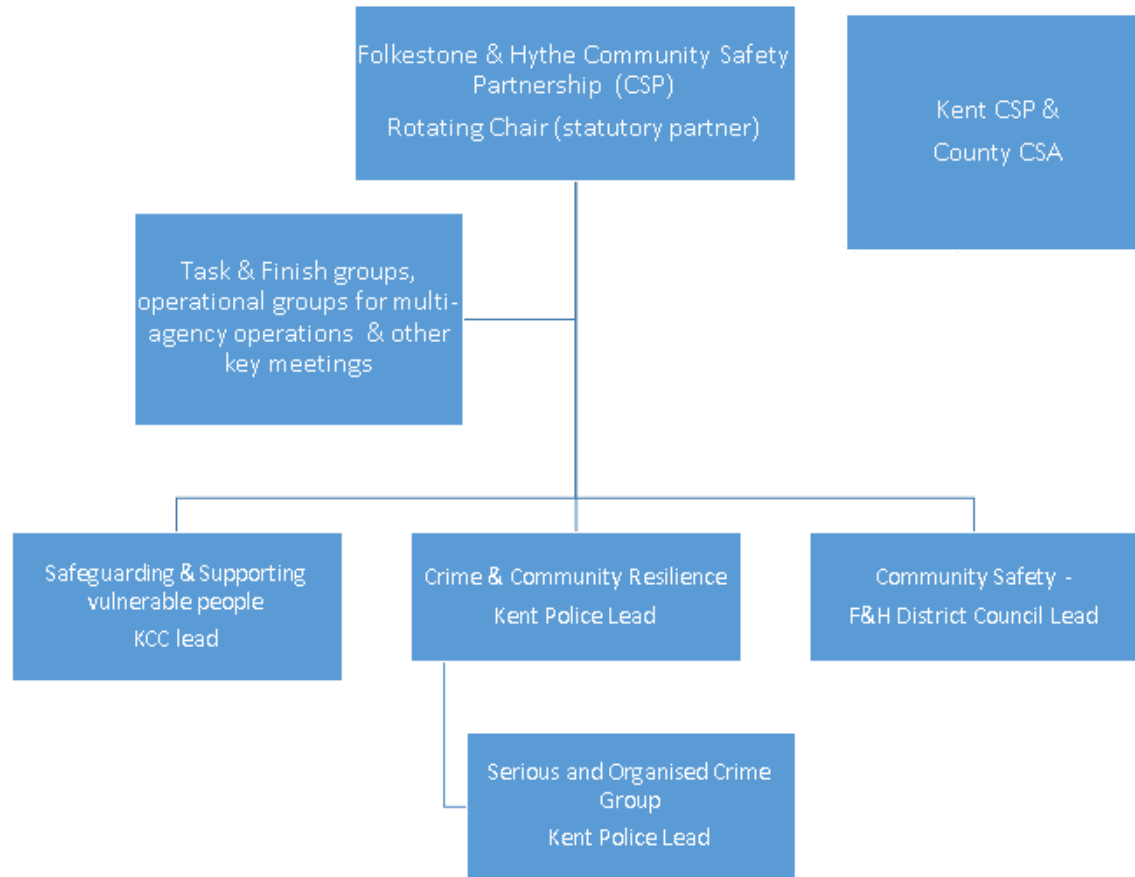 Folkestone & Hythe Community Safety
Partnership (CSP)
Rotating Chair (statutory partner)
Kent CSP &
County CSA
Task & Finish groups,
operational groups for multi-
agency operations & other
key meetings
Safeguarding & Supporting
vulnerable people
KCC lead
Crime & Community Resilience
Kent Police Lead
Community Safety -
F&H District Council Lead
Serious and Organised Crime
Group
Kent Police Lead